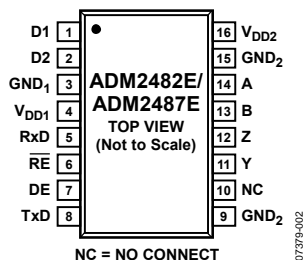 D1 1
D2 2
GND1 3
VDD1 4
RxD 5
RE 6
DE 7
TxD 8
ADM2482E/
ADM2487E
TOP VIEW
(Not to Scale)
16 VDD2
15 GND2
14 A
13 B
12 Z
11 Y
10 NC
9 GND2
NC = NO CONNECT
07379-002